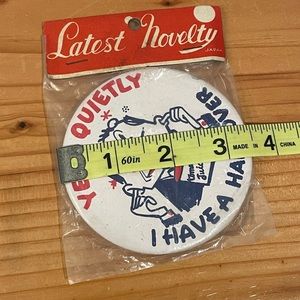 Latest Novelty
YE QUIETLY
I HAVE A HA OVER
1 60in 2 3 MADE IN 4 CHINA